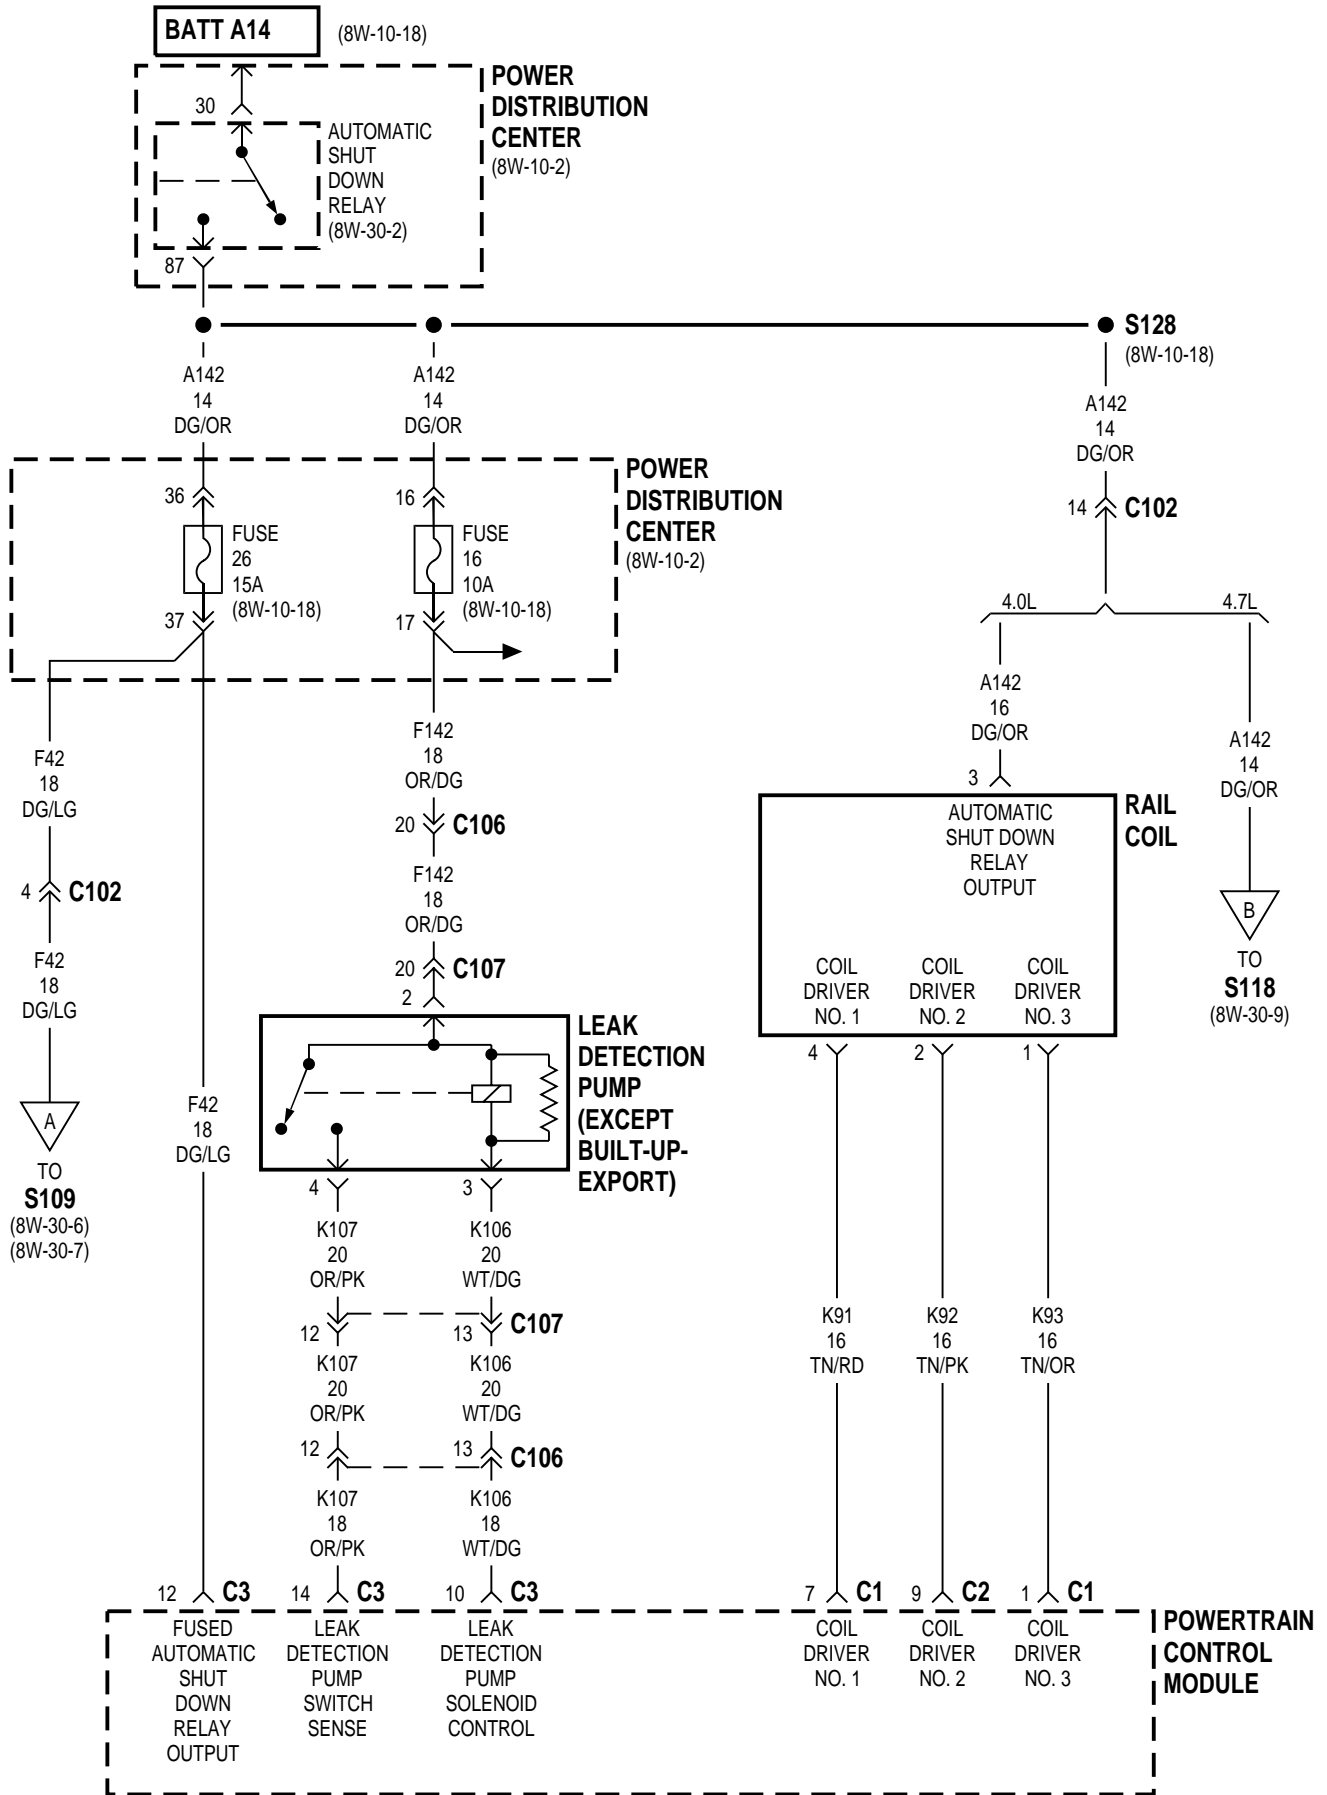 BATT A14
(8W-10-18)
POWER
DISTRIBUTION
CENTER
(8W-10-2)
30
AUTOMATIC
SHUT
DOWN
RELAY
(8W-30-2)
87
S128
(8W-10-18)
A142
14
DG/OR
A142
14
DG/OR
A142
14
DG/OR
14
C102
POWER
DISTRIBUTION
CENTER
(8W-10-2)
36
FUSE
26
15A
(8W-10-18)
37
16
FUSE
16
10A
(8W-10-18)
17
4.0L
4.7L
A142
16
DG/OR
3
A142
14
DG/OR
B
TO
S118
(8W-30-9)
F42
18
DG/LG
4
C102
F42
18
DG/LG
A
TO
S109
(8W-30-6)
(8W-30-7)
F42
18
DG/LG
F142
18
OR/DG
20
C106
F142
18
OR/DG
20
C107
2
LEAK
DETECTION
PUMP
(EXCEPT
BUILT-UP-
EXPORT)
4
3
K107
20
OR/PK
K106
20
WT/DG
12
13
C107
K107
20
OR/PK
K106
20
WT/DG
12
13
C106
K107
18
OR/PK
K106
18
WT/DG
RAIL
COIL
AUTOMATIC
SHUT DOWN
RELAY
OUTPUT
COIL
DRIVER
NO. 1
COIL
DRIVER
NO. 2
COIL
DRIVER
NO. 3
4
2
1
K91
16
TN/RD
K92
16
TN/PK
K93
16
TN/OR
12
C3
14
C3
10
C3
7
C1
9
C2
1
C1
FUSED
AUTOMATIC
SHUT
DOWN
RELAY
OUTPUT
LEAK
DETECTION
PUMP
SWITCH
SENSE
LEAK
DETECTION
PUMP
SOLENOID
CONTROL
COIL
DRIVER
NO. 1
COIL
DRIVER
NO. 2
COIL
DRIVER
NO. 3
POWERTRAIN
CONTROL
MODULE